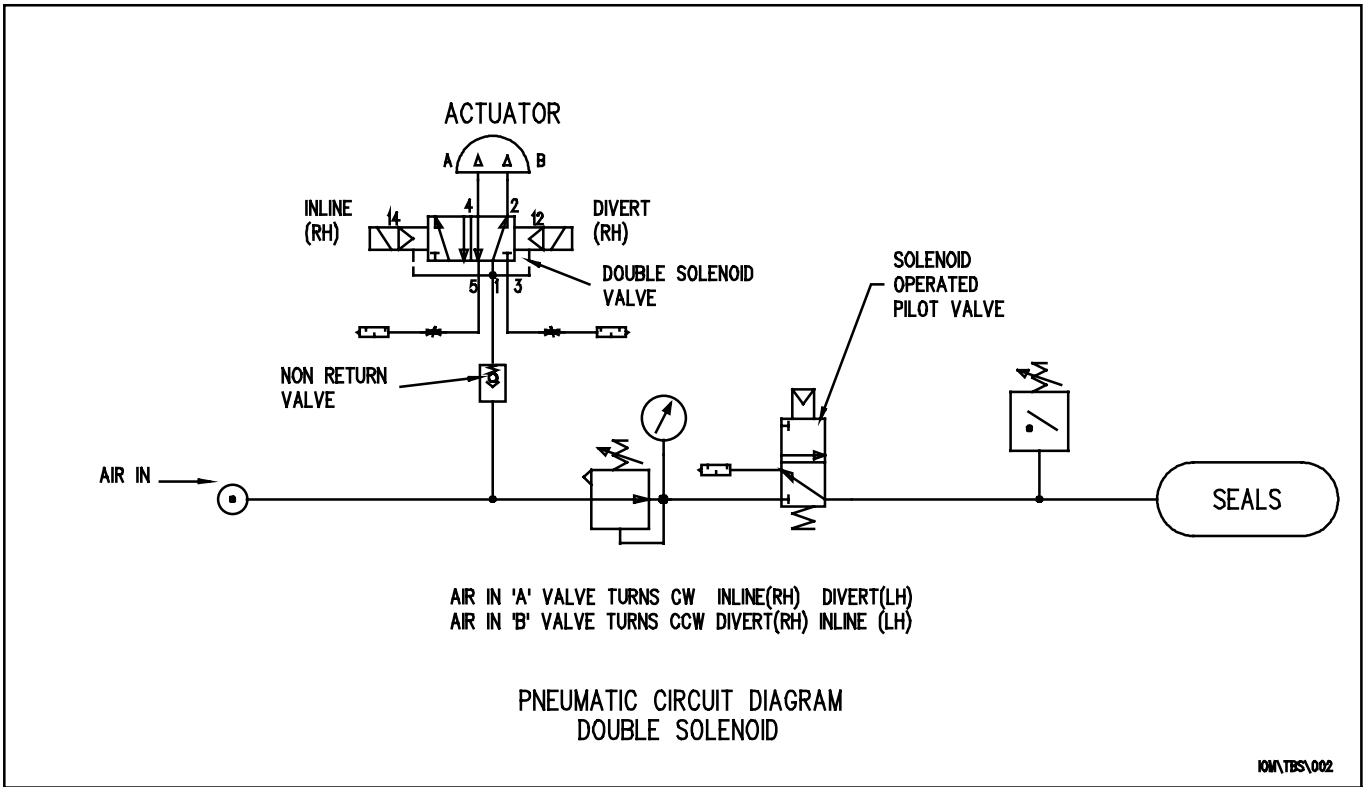 ACTUATOR
A B
4 2
INLINE
(RH)
14
12
DIVERT
(RH)
5 1 3
DOUBLE SOLENOID
VALVE
SOLENOID
OPERATED
PILOT VALVE
NON RETURN
VALVE
AIR IN
SEALS
AIR IN 'A' VALVE TURNS CW INLINE(RH) DIVERT(LH)
AIR IN 'B' VALVE TURNS CCW DIVERT(RH) INLINE (LH)
PNEUMATIC CIRCUIT DIAGRAM
DOUBLE SOLENOID
IOM\TBS\002